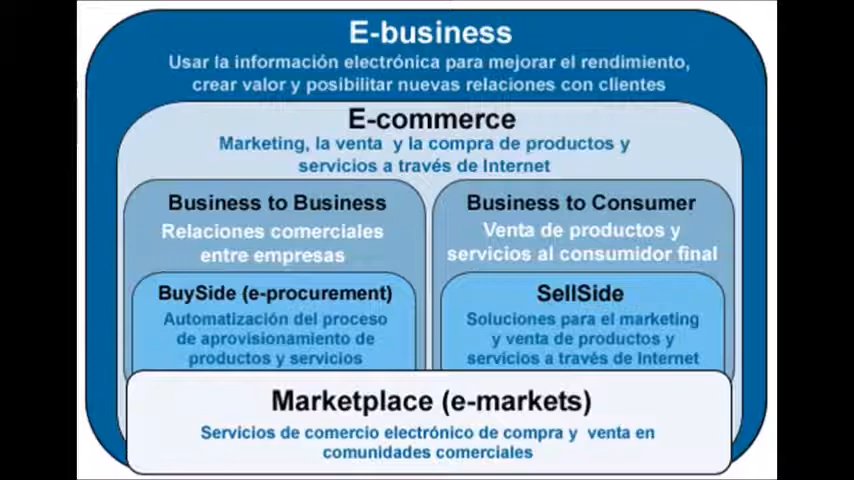 E-business
Usar la información electrónica para mejorar el rendimiento,
crear valor y posibilitar nuevas relaciones con clientes
E-commerce
Marketing, la venta y la compra de productos y
servicios a través de Internet
Business to Business
Relaciones comerciales
entre empresas
BuySide (e-procurement)
Automatización del proceso
de aprovisionamiento de
productos y servicios
Business to Consumer
Venta de productos y
servicios al consumidor final
SellSide
Soluciones para el marketing
y venta de productos y
servicios a través de Internet
Marketplace (e-markets)
Servicios de comercio electrónico de compra y venta en
comunidades comerciales